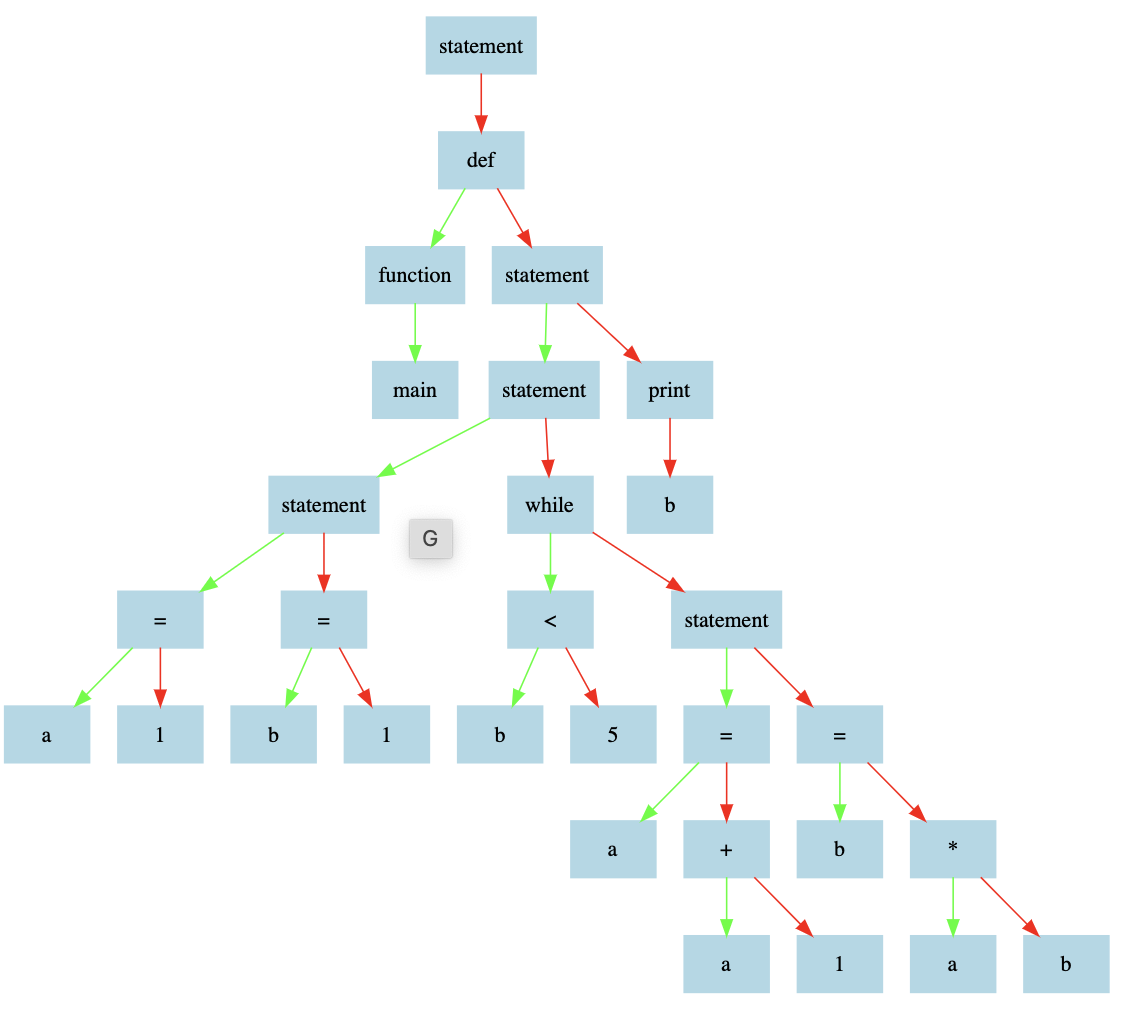 statement
def
function
statement
main
statement
print
statement
while
b
G
=
=
<
statement
a
1
b
1
b
5
=
=
a
+
b
*
a
1
a
b